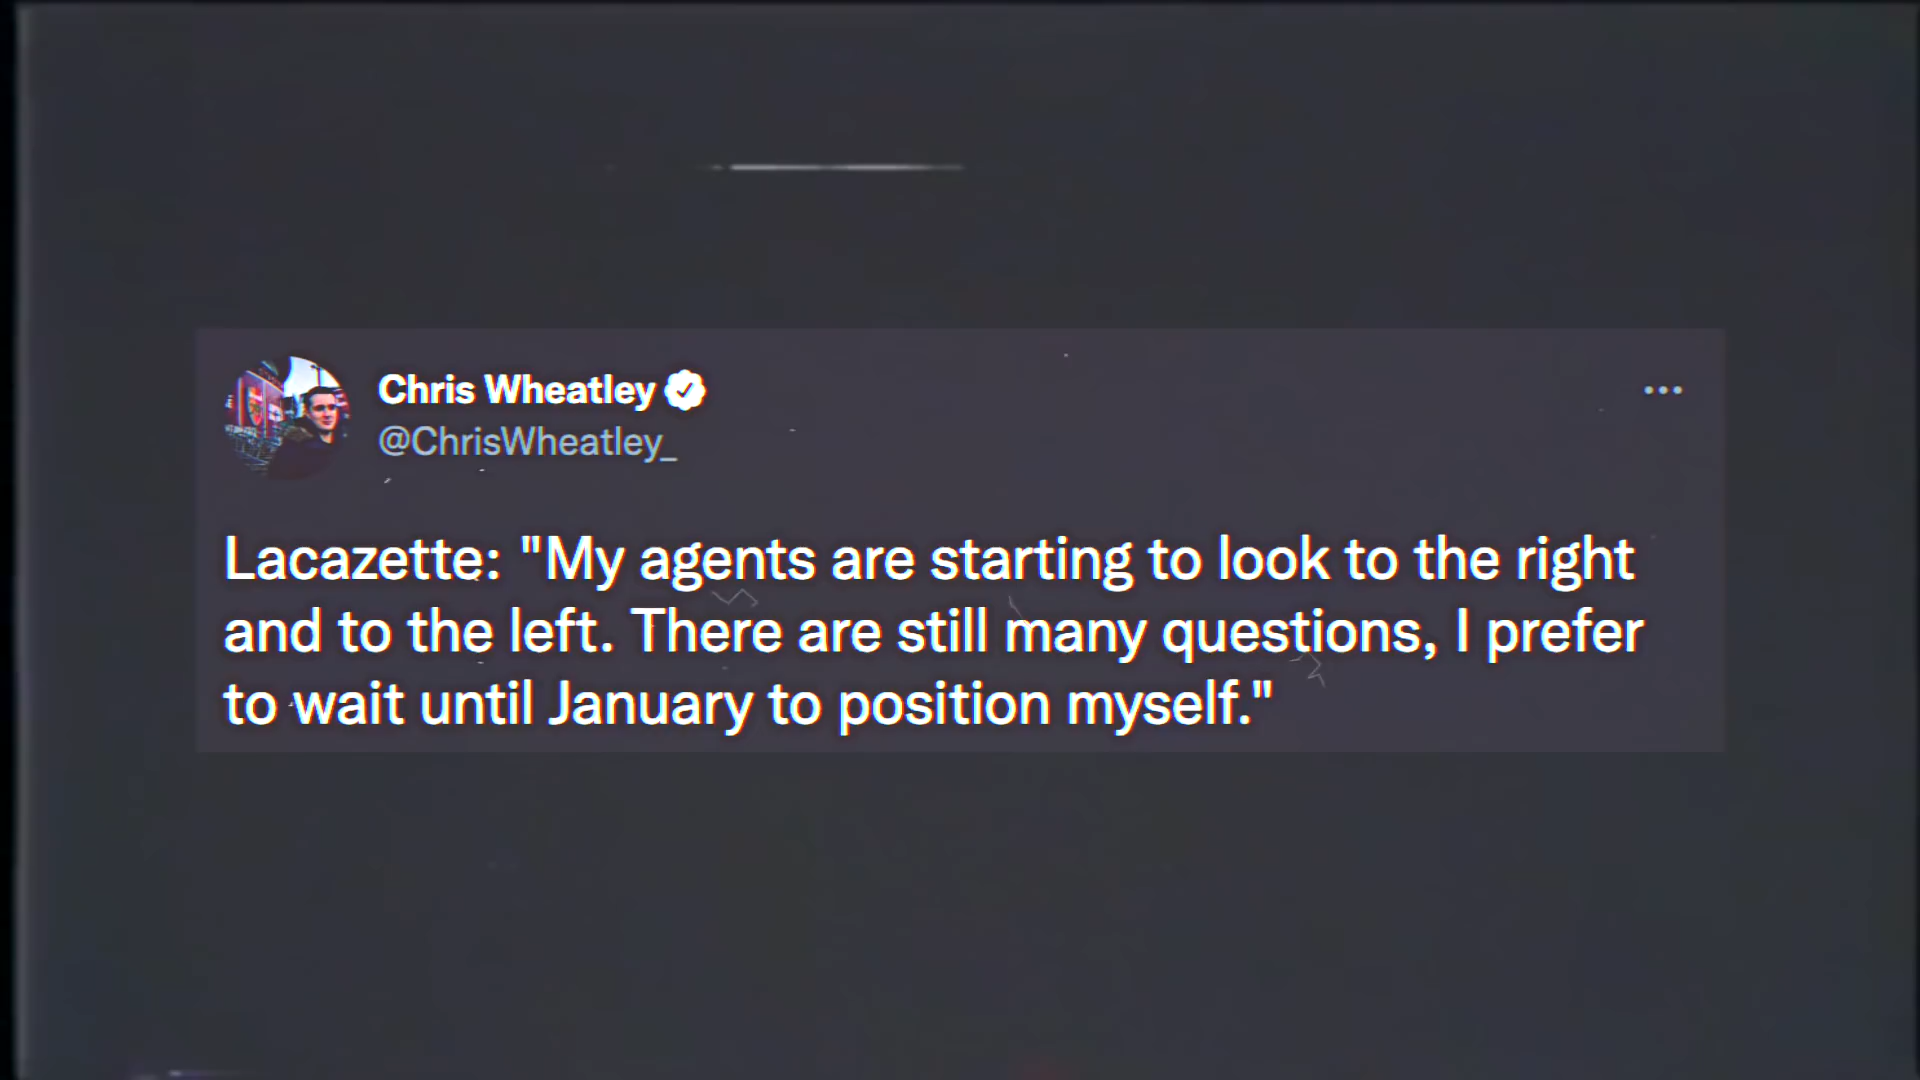 Chris Wheatley
@ChrisWheatley_
Lacazette: "My agents are starting to look to the right
and to the left. There are still many questions, I prefer
to wait until January to position myself."